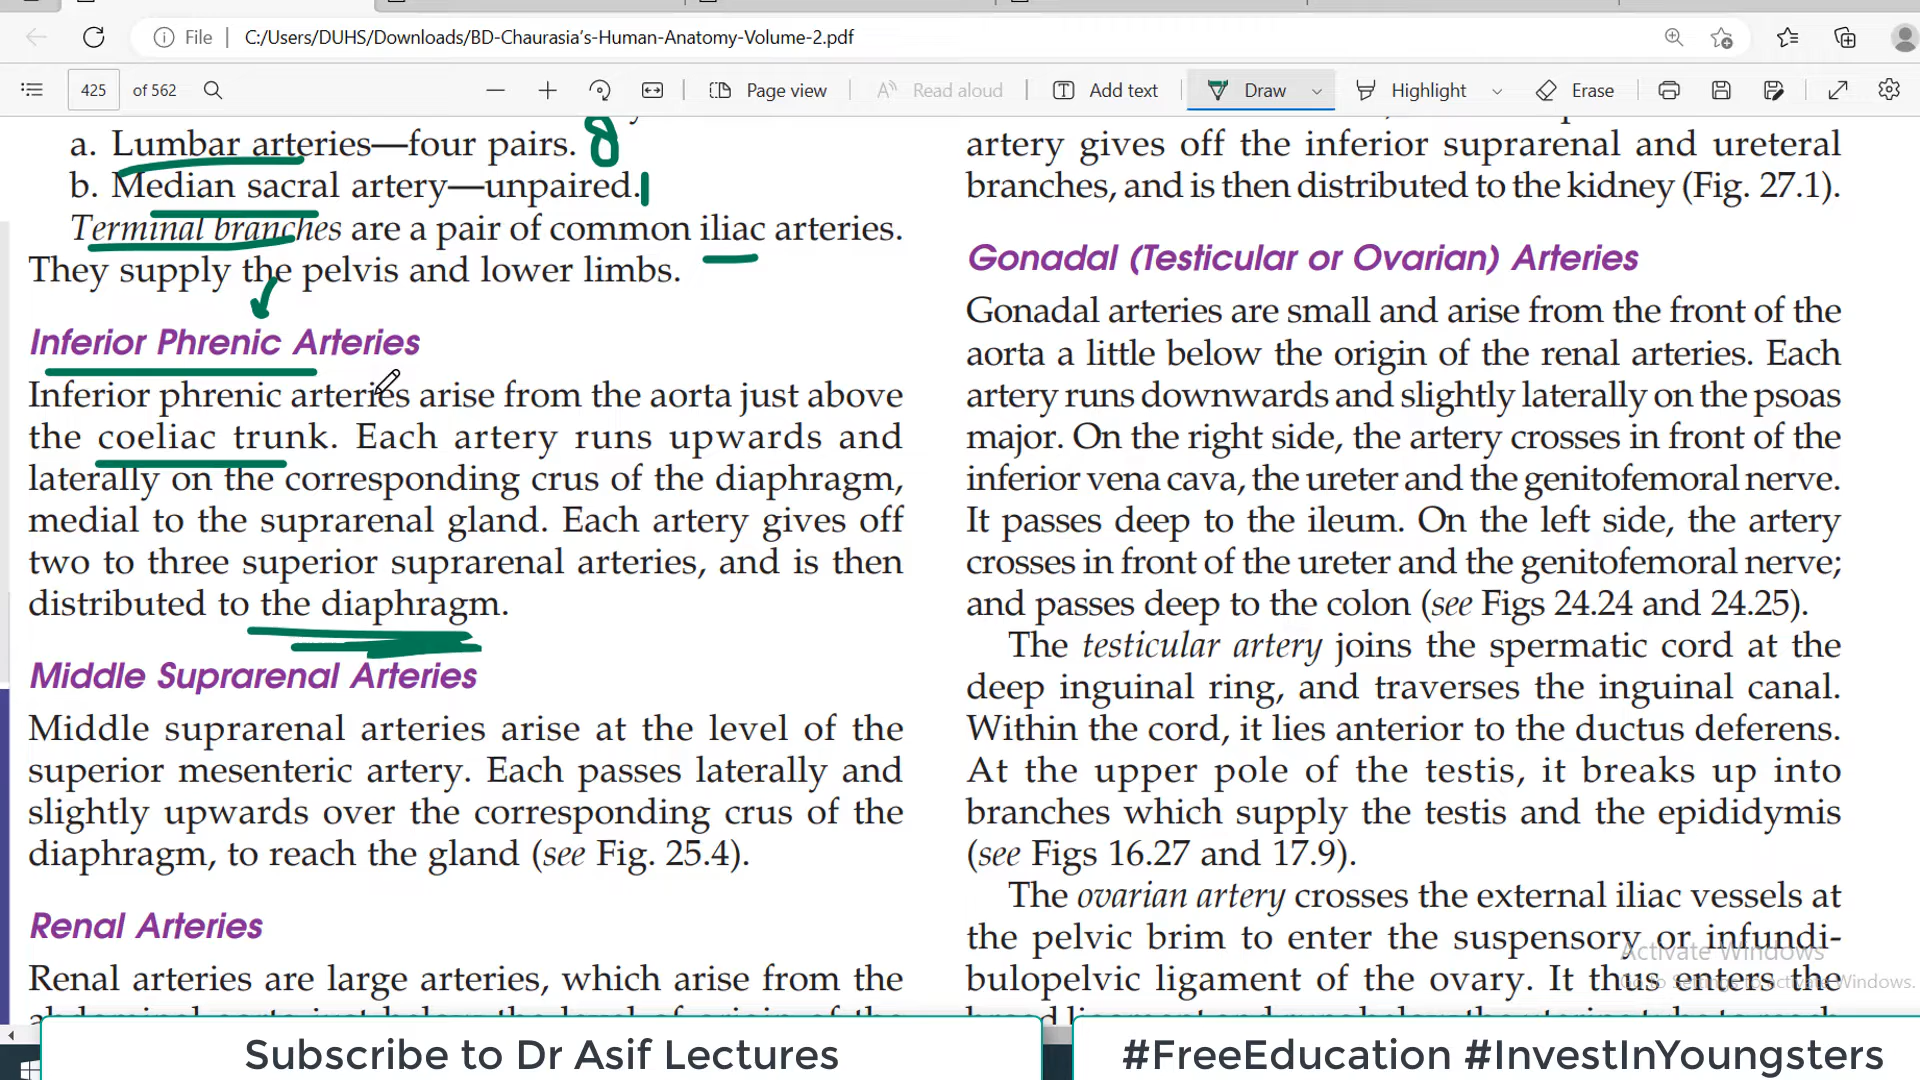 File C:/Users/DUHS/Downloads/BD-Chaurasia's-Human-Anatomy-Volume-2.pdf
425 of 562 Page view Read aloud Add text Draw Highlight Erase
a. Lumbar arteries—four pairs. 8
b. Median sacral artery—unpaired. 1
Terminal branches are a pair of common iliac arteries.
They supply the pelvis and lower limbs.
Inferior Phrenic Arteries
Inferior phrenic arteries arise from the aorta just above
the coeliac trunk. Each artery runs upwards and
laterally on the corresponding crus of the diaphragm,
medial to the suprarenal gland. Each artery gives off
two to three superior suprarenal arteries, and is then
distributed to the diaphragm.
Middle Suprarenal Arteries
Middle suprarenal arteries arise at the level of the
superior mesenteric artery. Each passes laterally and
slightly upwards over the corresponding crus of the
diaphragm, to reach the gland (see Fig. 25.4).
Renal Arteries
Renal arteries are large arteries, which arise from the
artery gives off the inferior suprarenal and ureteral
branches, and is then distributed to the kidney (Fig. 27.1).
Gonadal (Testicular or Ovarian) Arteries
Gonadal arteries are small and arise from the front of the
aorta a little below the origin of the renal arteries. Each
artery runs downwards and slightly laterally on the psoas
major. On the right side, the artery crosses in front of the
inferior vena cava, the ureter and the genitofemoral nerve.
It passes deep to the ileum. On the left side, the artery
crosses in front of the ureter and the genitofemoral nerve;
and passes deep to the colon (see Figs 24.24 and 24.25).
The testicular artery joins the spermatic cord at the
deep inguinal ring, and traverses the inguinal canal.
Within the cord, it lies anterior to the ductus deferens.
At the upper pole of the testis, it breaks up into
branches which supply the testis and the epididymis
(see Figs 16.27 and 17.9).
The ovarian artery crosses the external iliac vessels at
the pelvic brim to enter the suspensory or infundi-
bulopelvic ligament of the ovary. It thus enters the
Activate Windows
Go to Settings to activate Windows.
Subscribe to Dr Asif Lectures
#FreeEducation #InvestInYoungsters